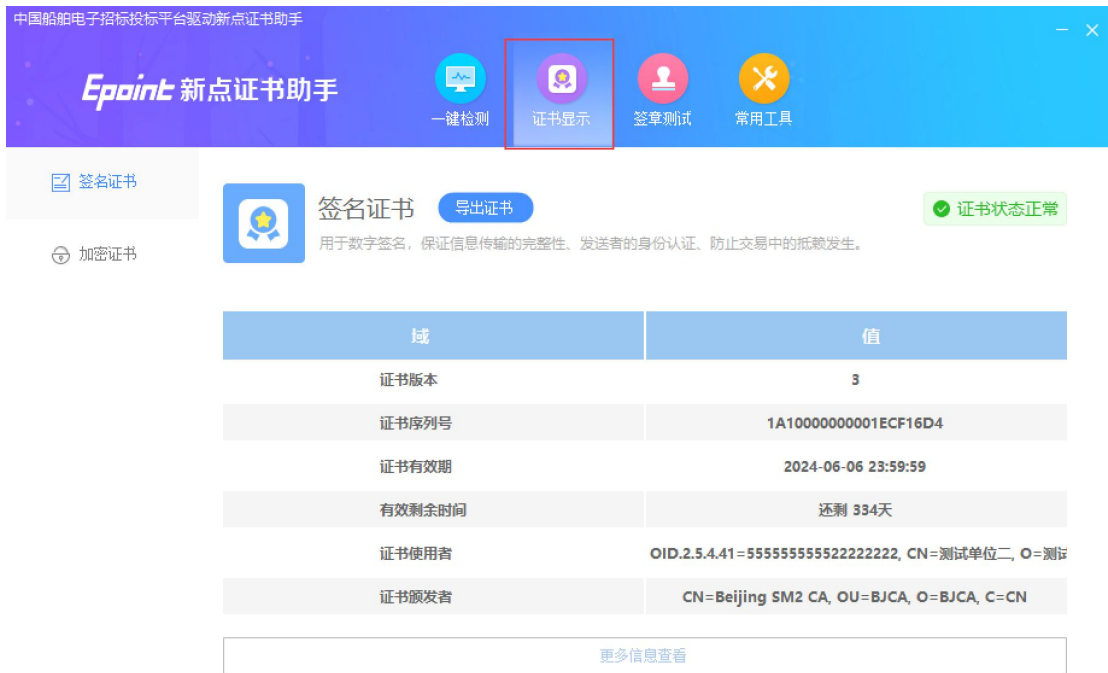 中国船舶电子招标投标平台驱动新点证书助手
Epoint 新点证书助手
一键检测
证书显示
签章测试
常用工具
签名证书
加密证书
签名证书
导出证书
证书状态正常
用于数字签名，保证信息传输的完整性、发送者的身份认证、防止交易中的抵赖发生。
域 值
证书版本 3
证书序列号 1A10000000001ECF16D4
证书有效期 2024-06-06 23:59:59
有效剩余时间 还剩 334天
证书使用者 OID.2.5.4.41=555555555522222222, CN=测试单位二, O=测
证书颁发者 CN=Beijing SM2 CA, OU=BJCA, O=BJCA, C=CN
更多信息查看